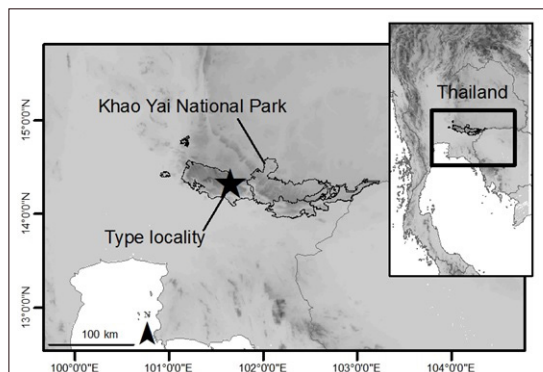 Thailand
Khao Yai National Park
Type locality
15°0'0"N
14°0'0"N
13°0'0"N
N
100 km
100°0'0"E
101°0'0"E
102°0'0"E
103°0'0"E
104°0'0"E